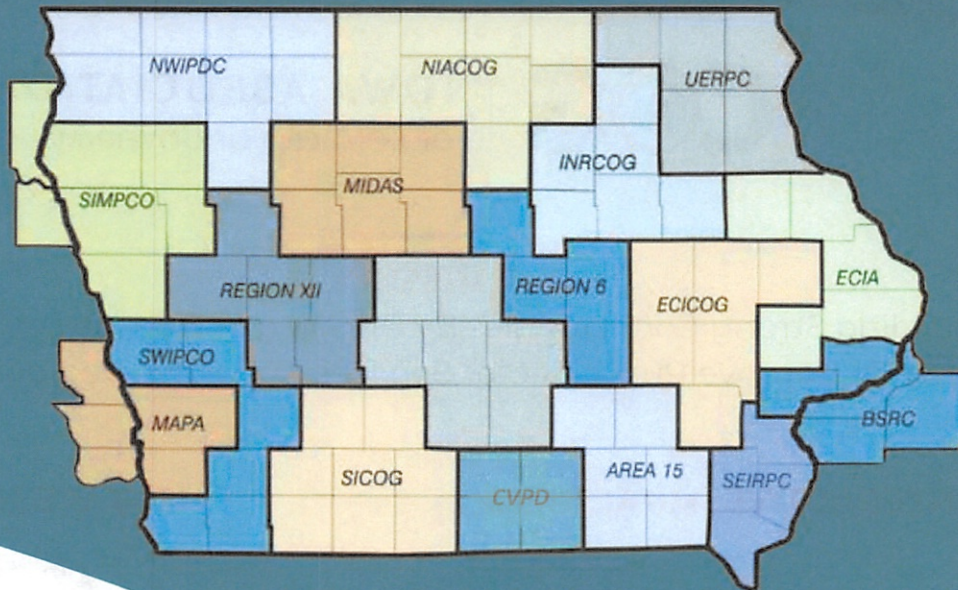 NWIPDC
NIACOG
UERPC
INRCOG
MIDAS
SIMPCO
REGION XII
REGION 6
ECICOG
ECIA
SWIPCO
MAPA
BSRC
SICOG
CVPD
AREA 15
SEIRPC